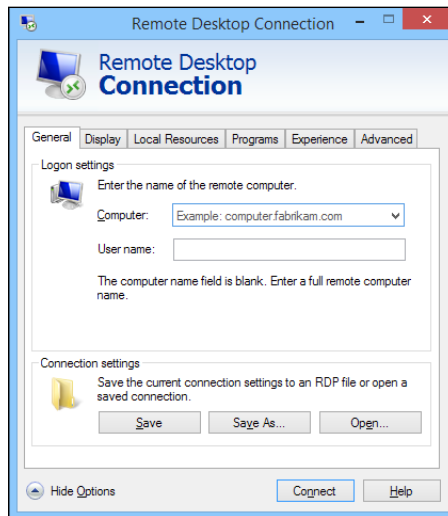 Remote Desktop Connection
Remote Desktop
Connection
General Display Local Resources Programs Experience Advanced
Logon settings
Enter the name of the remote computer.
Computer: Example: computer.fabrikam.com
User name:
The computer name field is blank. Enter a full remote computer
name.
Connection settings
Save the current connection settings to an RDP file or open a
saved connection.
Save Save As... Open...
Hide Options Connect Help